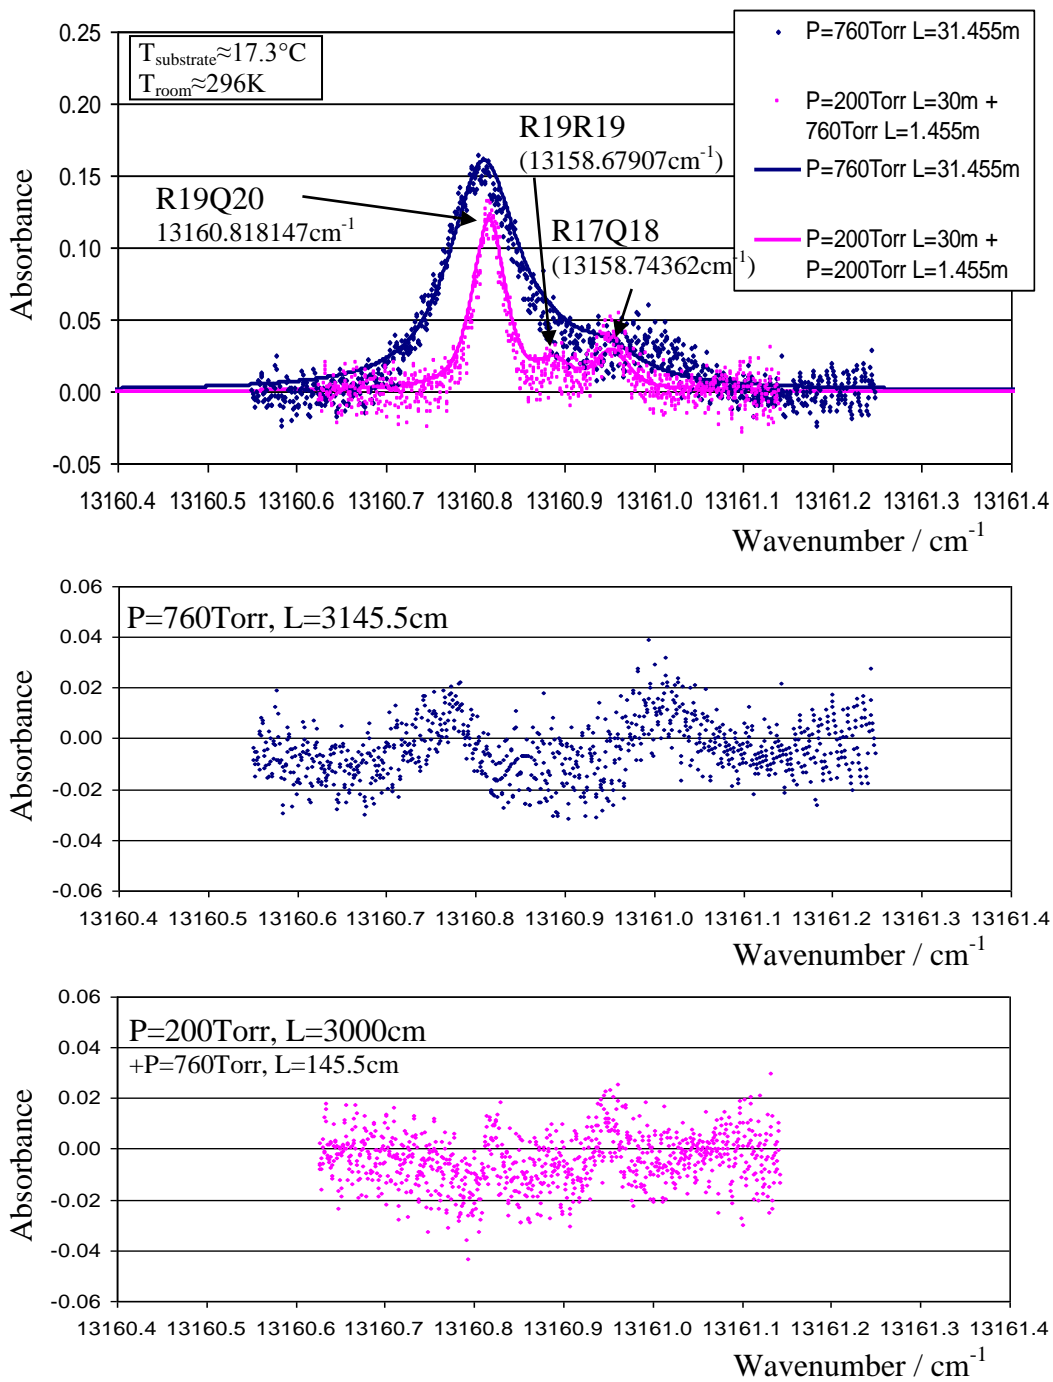 0.25
0.20
0.15
0.10
0.05
0.00
-0.05
Absorbance
T_substrate≈17.3°C
T_room≈296K
R19Q20
13160.818147cm⁻¹
R19R19
(13158.67907cm⁻¹)
R17Q18
(13158.74362cm⁻¹)
P=760Torr L=31.455m
P=200Torr L=30m +
760Torr L=1.455m
P=760Torr L=31.455m
P=200Torr L=30m +
P=200Torr L=1.455m
13160.4 13160.5 13160.6 13160.7 13160.8 13160.9 13161.0 13161.1 13161.2 13161.3 13161.4
Wavenumber / cm⁻¹
0.06
0.04
0.02
0.00
-0.02
-0.04
-0.06
Absorbance
P=760Torr, L=3145.5cm
13160.4 13160.5 13160.6 13160.7 13160.8 13160.9 13161.0 13161.1 13161.2 13161.3 13161.4
Wavenumber / cm⁻¹
0.06
0.04
0.02
0.00
-0.02
-0.04
-0.06
Absorbance
P=200Torr, L=3000cm
+P=760Torr, L=145.5cm
13160.4 13160.5 13160.6 13160.7 13160.8 13160.9 13161.0 13161.1 13161.2 13161.3 13161.4
Wavenumber / cm⁻¹